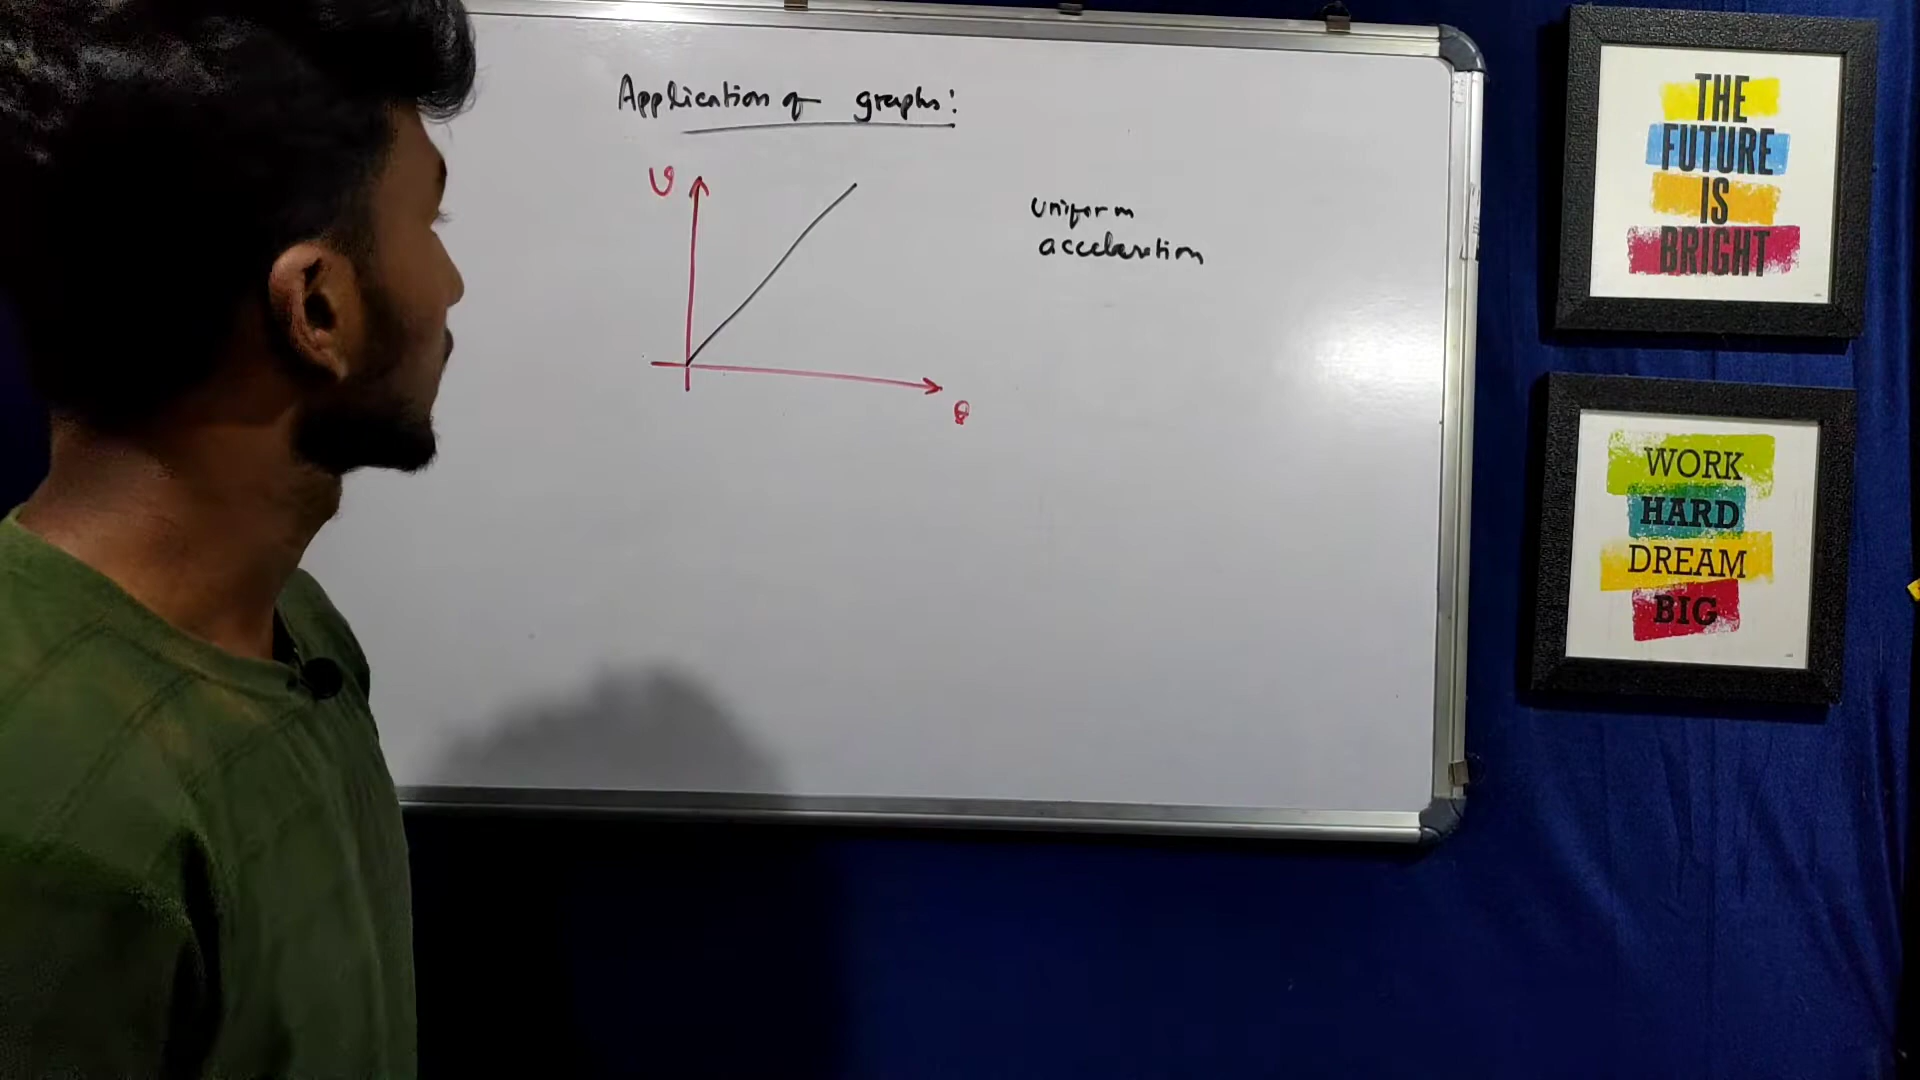 Application of graphs:
v
uniform
acceleration
THE
FUTURE
IS
BRIGHT
WORK
HARD
DREAM
BIG